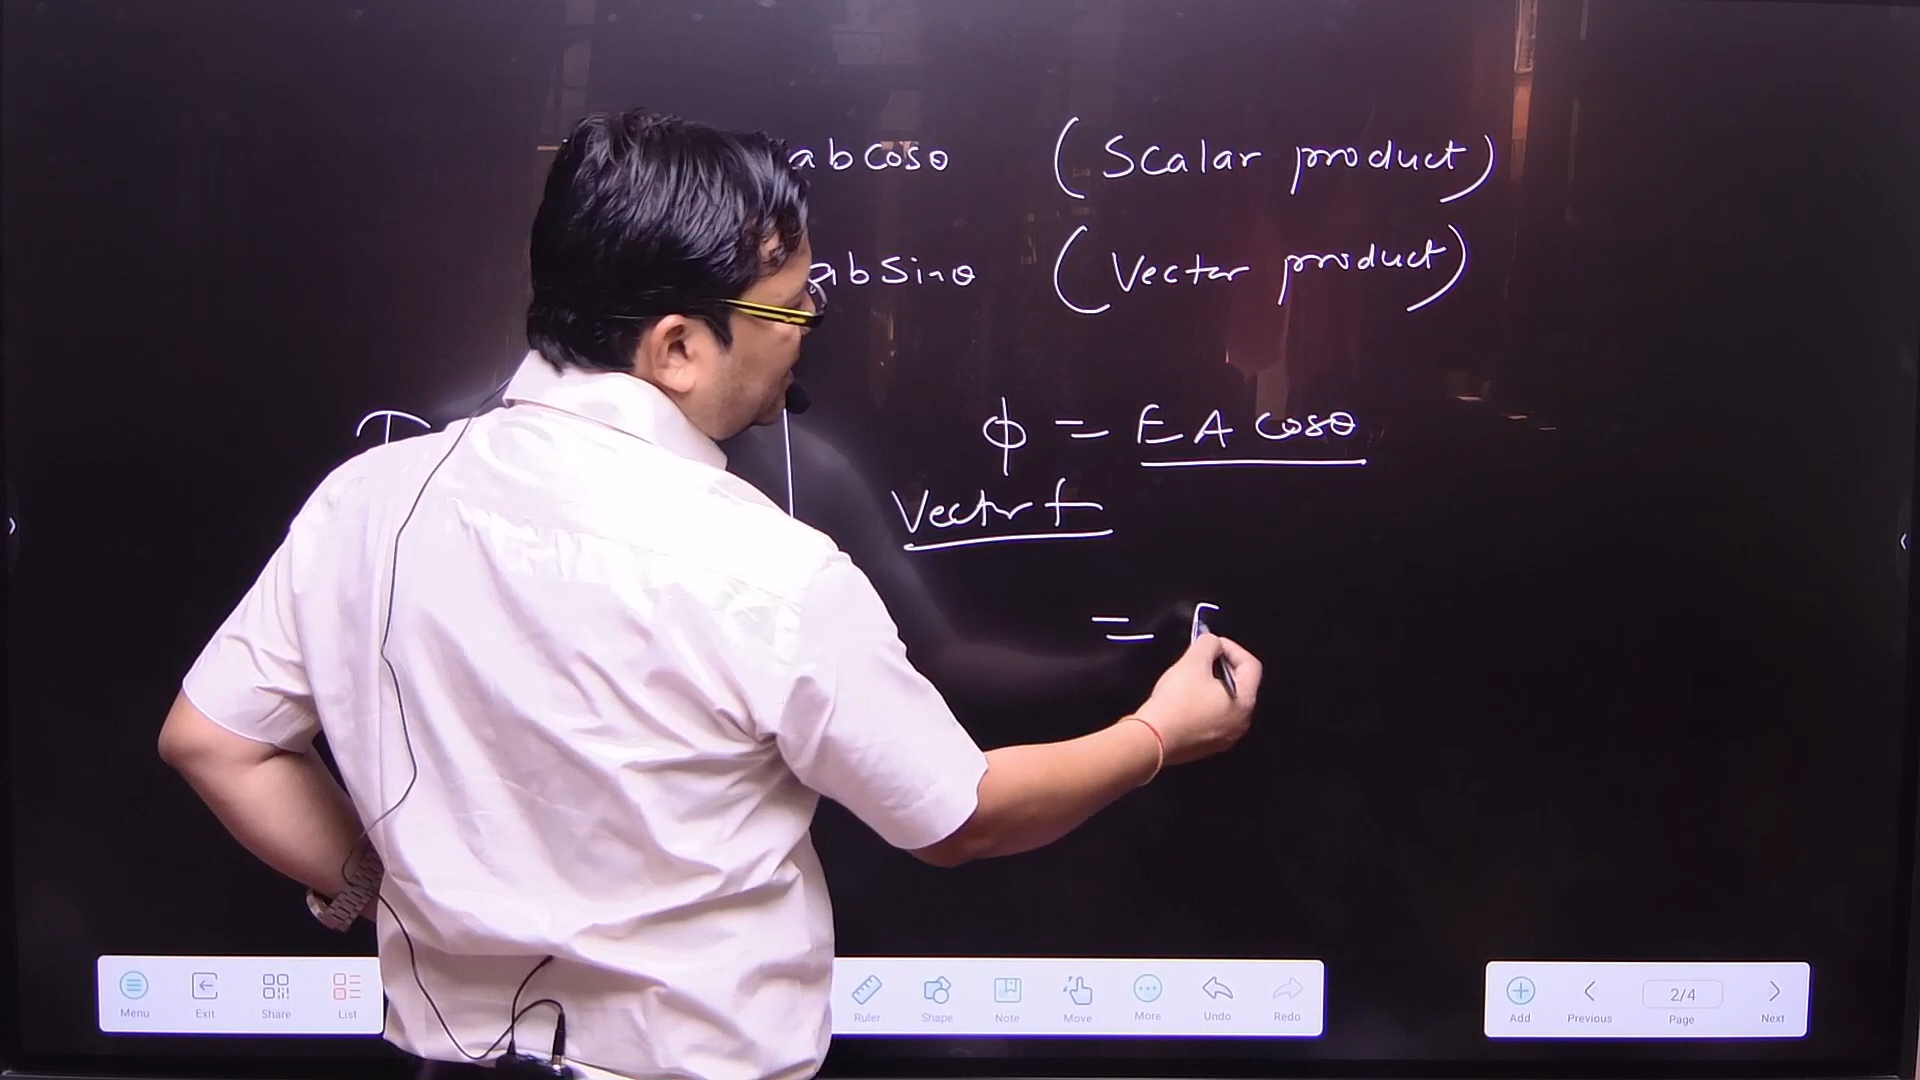 abcosθ (Scalar product)
absinθ (Vector product)
ϕ = EA cosθ
Vector f
=
Menu Exit Share List Ruler Shape Note Move More Undo Redo
Add Previous 2/4 Page Next